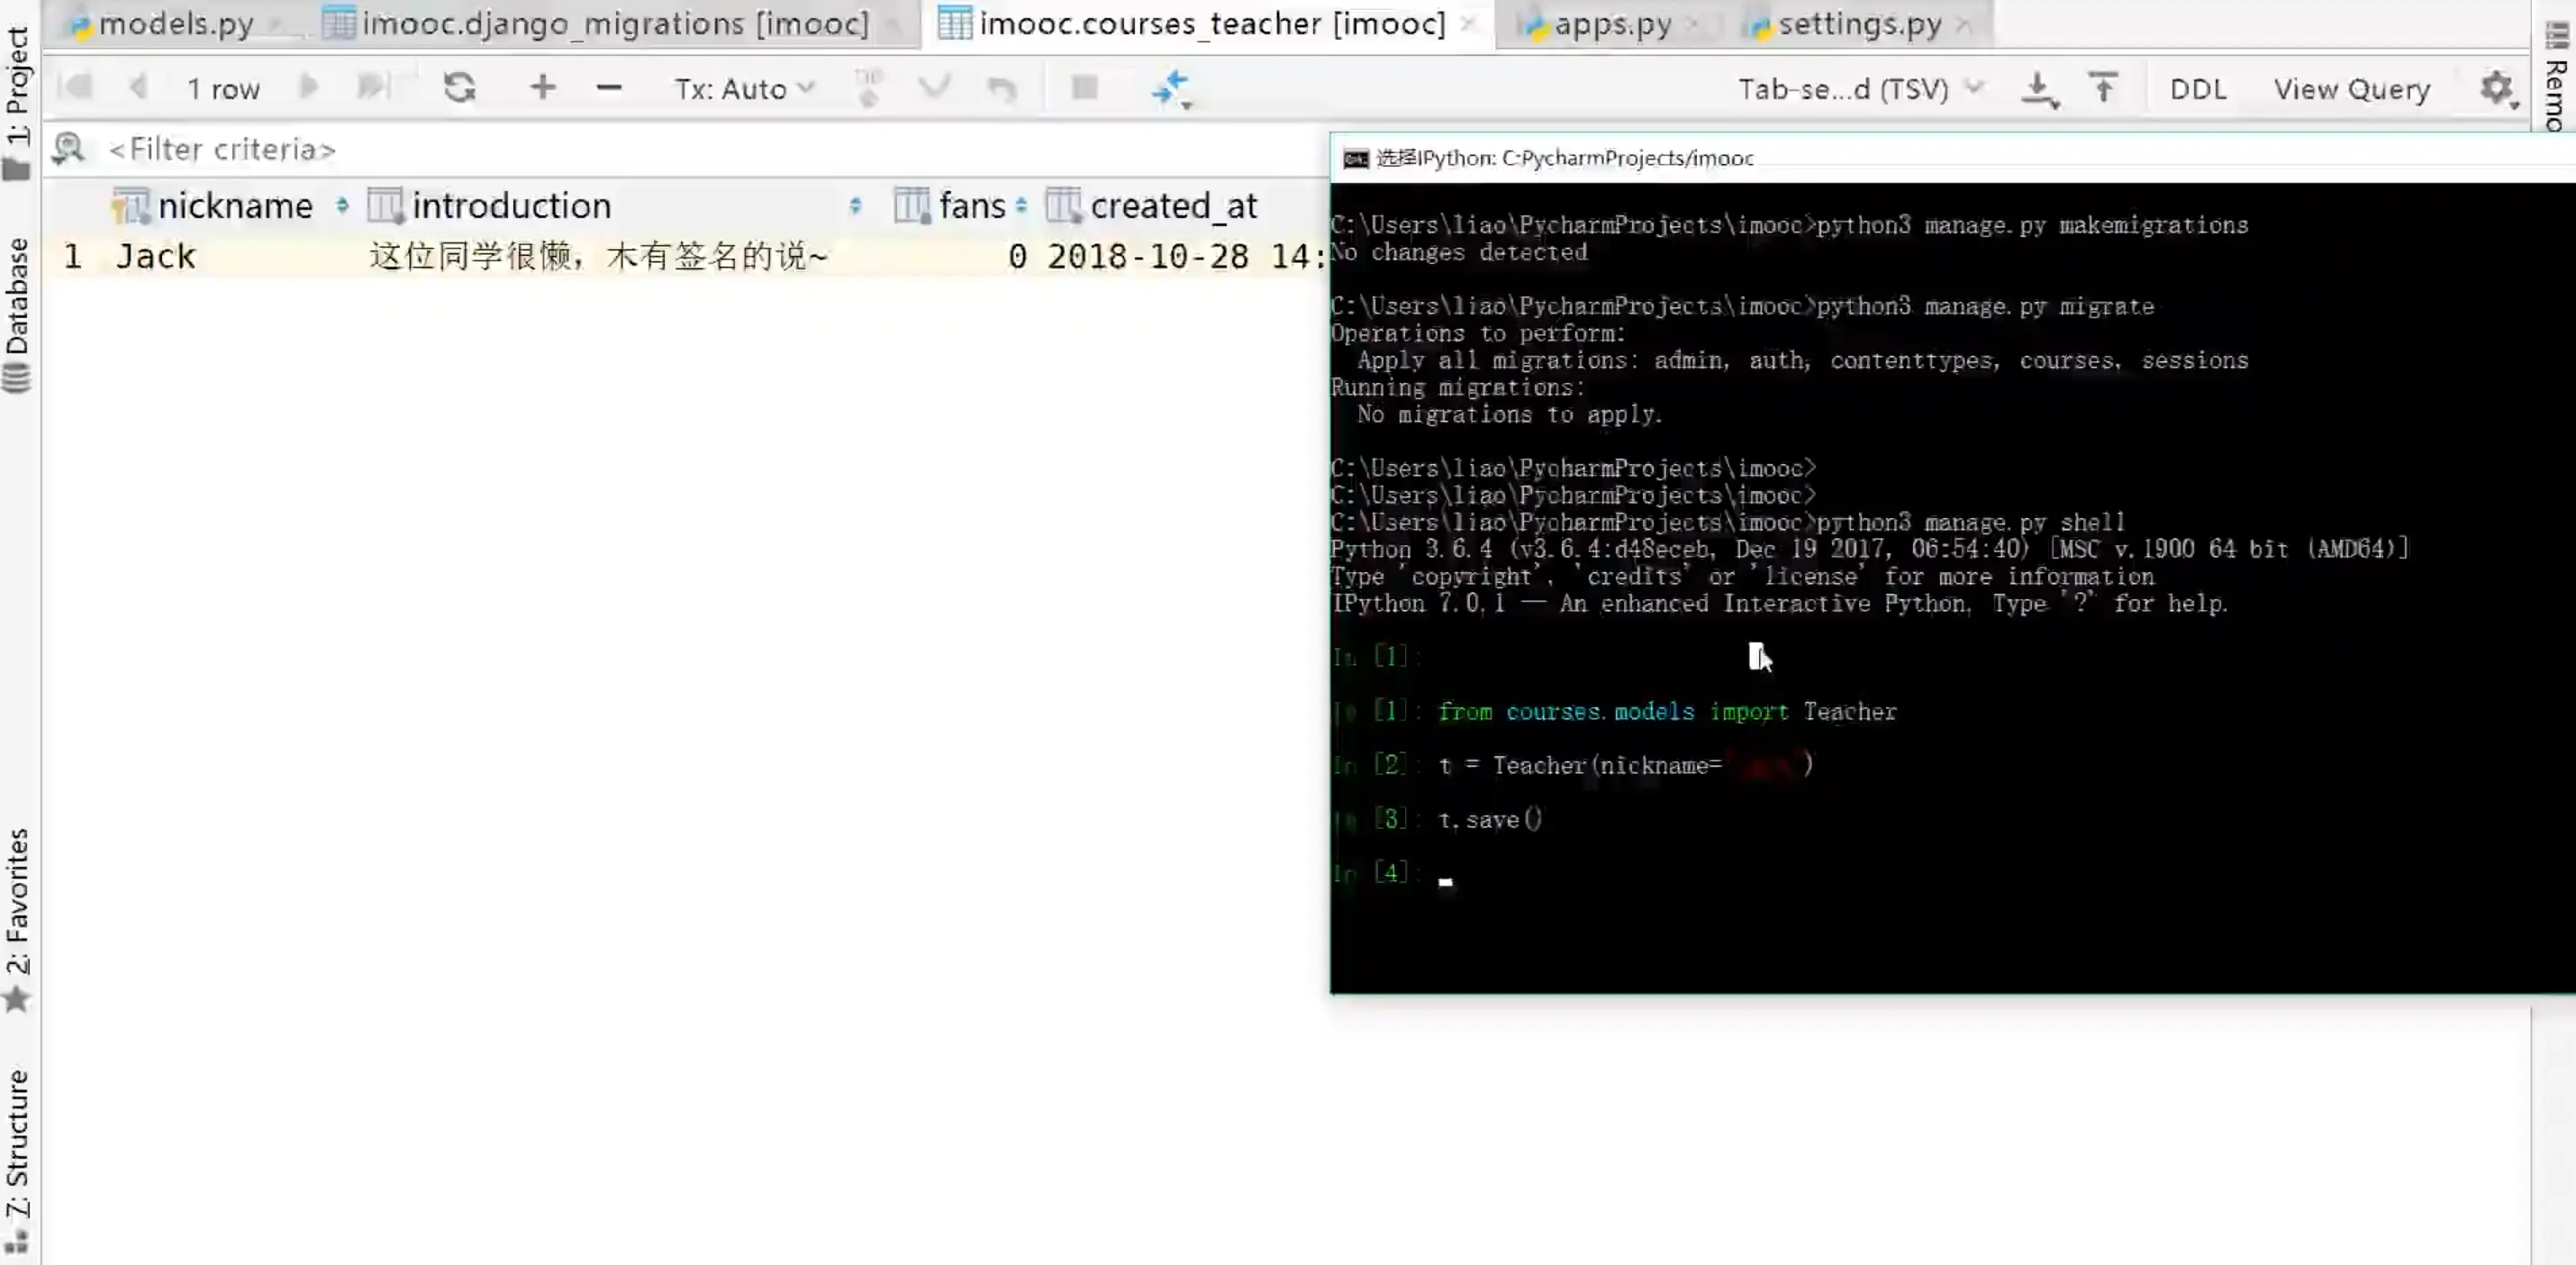 models.py
imooc.django_migrations [imooc]
imooc.courses_teacher [imooc]
apps.py
settings.py
1 row
Tx: Auto
Tab-se...d (TSV)
DDL
View Query
<Filter criteria>
nickname introduction fans created_at
1 Jack 这位同学很懒，木有签名的说~ 0 2018-10-28 14:
1: Project
Database
2: Favorites
7: Structure
Remo
选择IPython: C:PycharmProjects/imooc
C:\Users\liao\PycharmProjects\imooc>python3 manage.py makemigrations
No changes detected
C:\Users\liao\PycharmProjects\imooc>python3 manage.py migrate
Operations to perform:
Apply all migrations: admin, auth, contenttypes, courses, sessions
Running migrations:
No migrations to apply.
C:\Users\liao\PycharmProjects\imooc>
C:\Users\liao\PycharmProjects\imooc>
C:\Users\liao\PycharmProjects\imooc>python3 manage.py shell
Python 3.6.4 (v3.6.4:d48eceb, Dec 19 2017, 06:54:40) [MSC v.1900 64 bit (AMD64)]
Type 'copyright', 'credits' or 'license' for more information
IPython 7.0.1 — An enhanced Interactive Python. Type '?' for help.
In [1]:
In [1]: from courses.models import Teacher
In [2]: t = Teacher(nickname= )
In [3]: t.save()
In [4]: